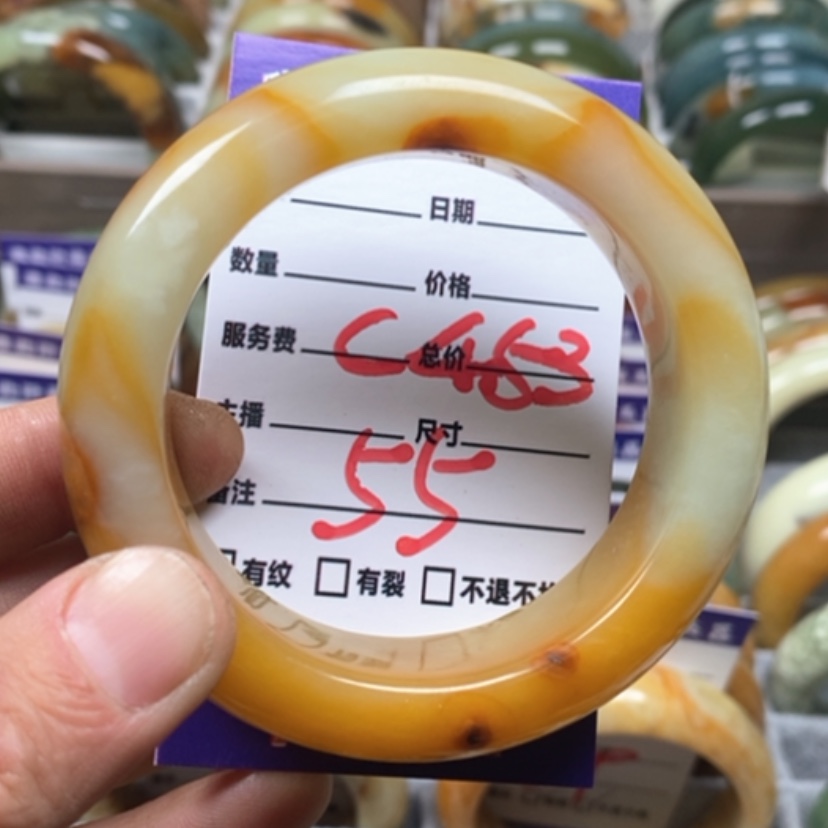 日期
数量 价格
服务费 总价
C463
主播 尺寸
55
备注
有纹 有裂 不退不